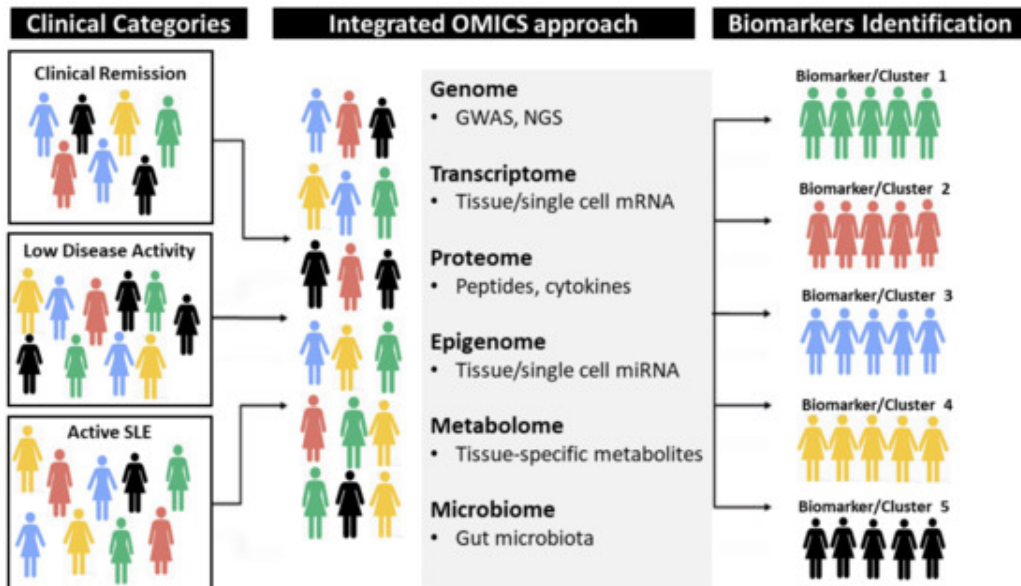 Clinical Categories
Integrated OMICS approach
Biomarkers Identification
Clinical Remission
Low Disease Activity
Active SLE
Genome
• GWAS, NGS
Transcriptome
• Tissue/single cell mRNA
Proteome
• Peptides, cytokines
Epigenome
• Tissue/single cell miRNA
Metabolome
• Tissue-specific metabolites
Microbiome
• Gut microbiota
Biomarker/Cluster 1
Biomarker/Cluster 2
Biomarker/Cluster 3
Biomarker/Cluster 4
Biomarker/Cluster 5